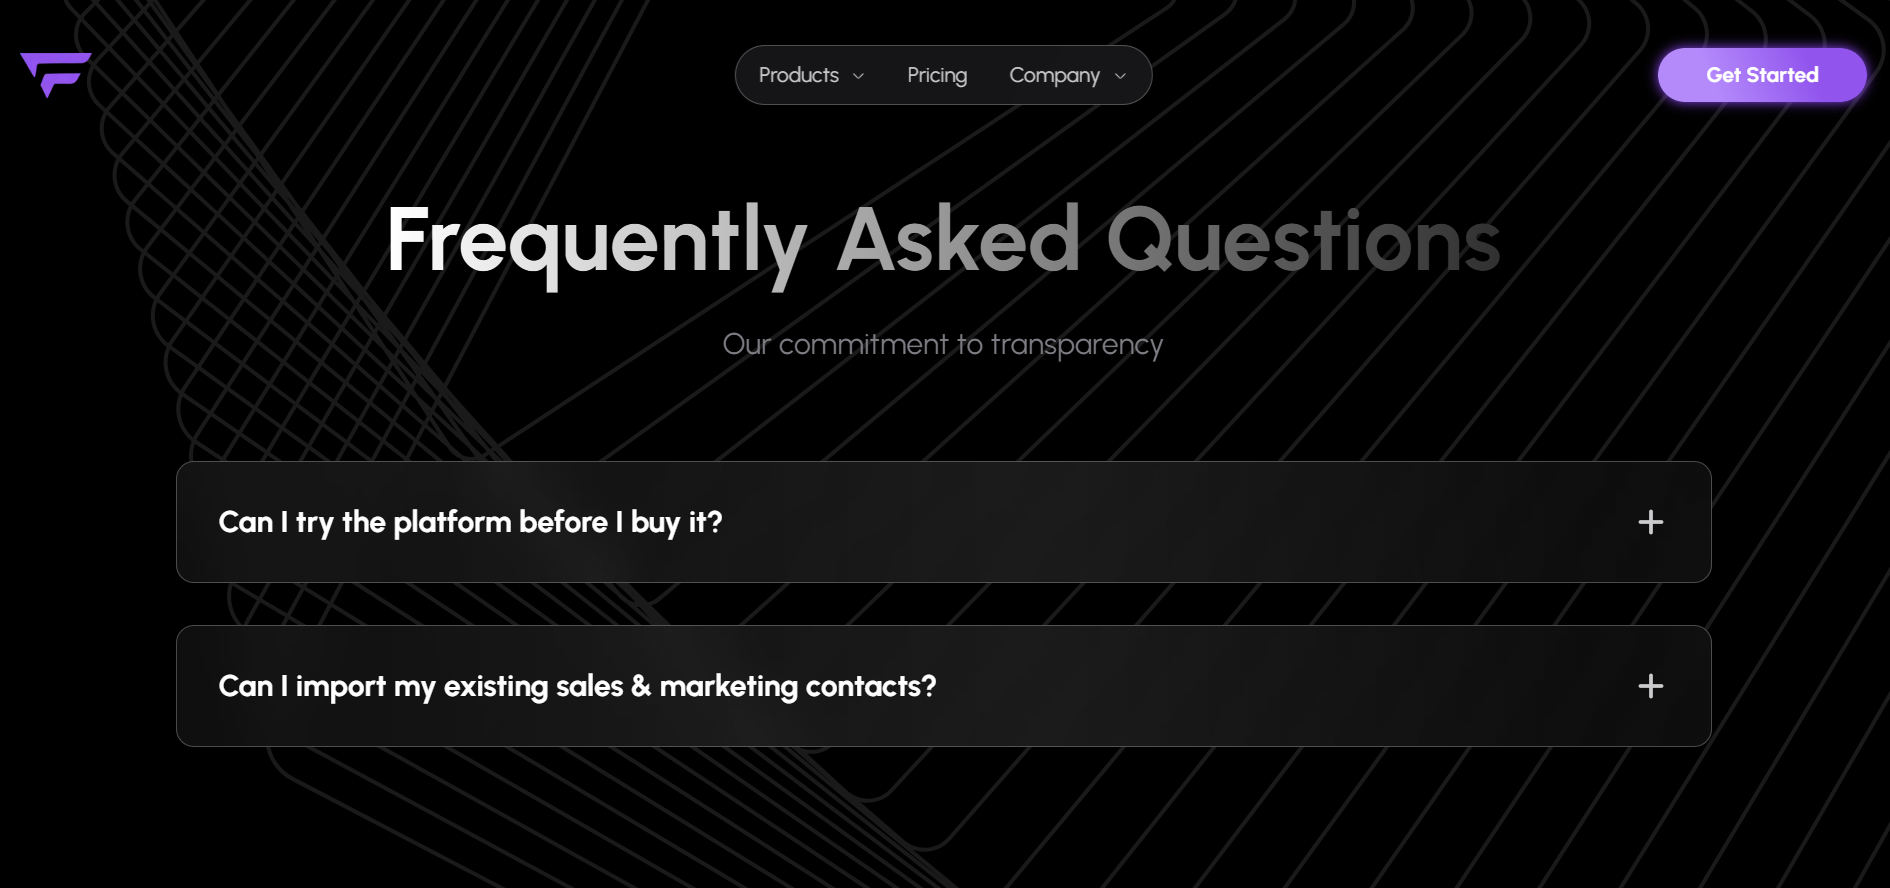 Products
Pricing
Company
Get Started
Frequently Asked Questions
Our commitment to transparency
Can I try the platform before I buy it?
Can I import my existing sales & marketing contacts?